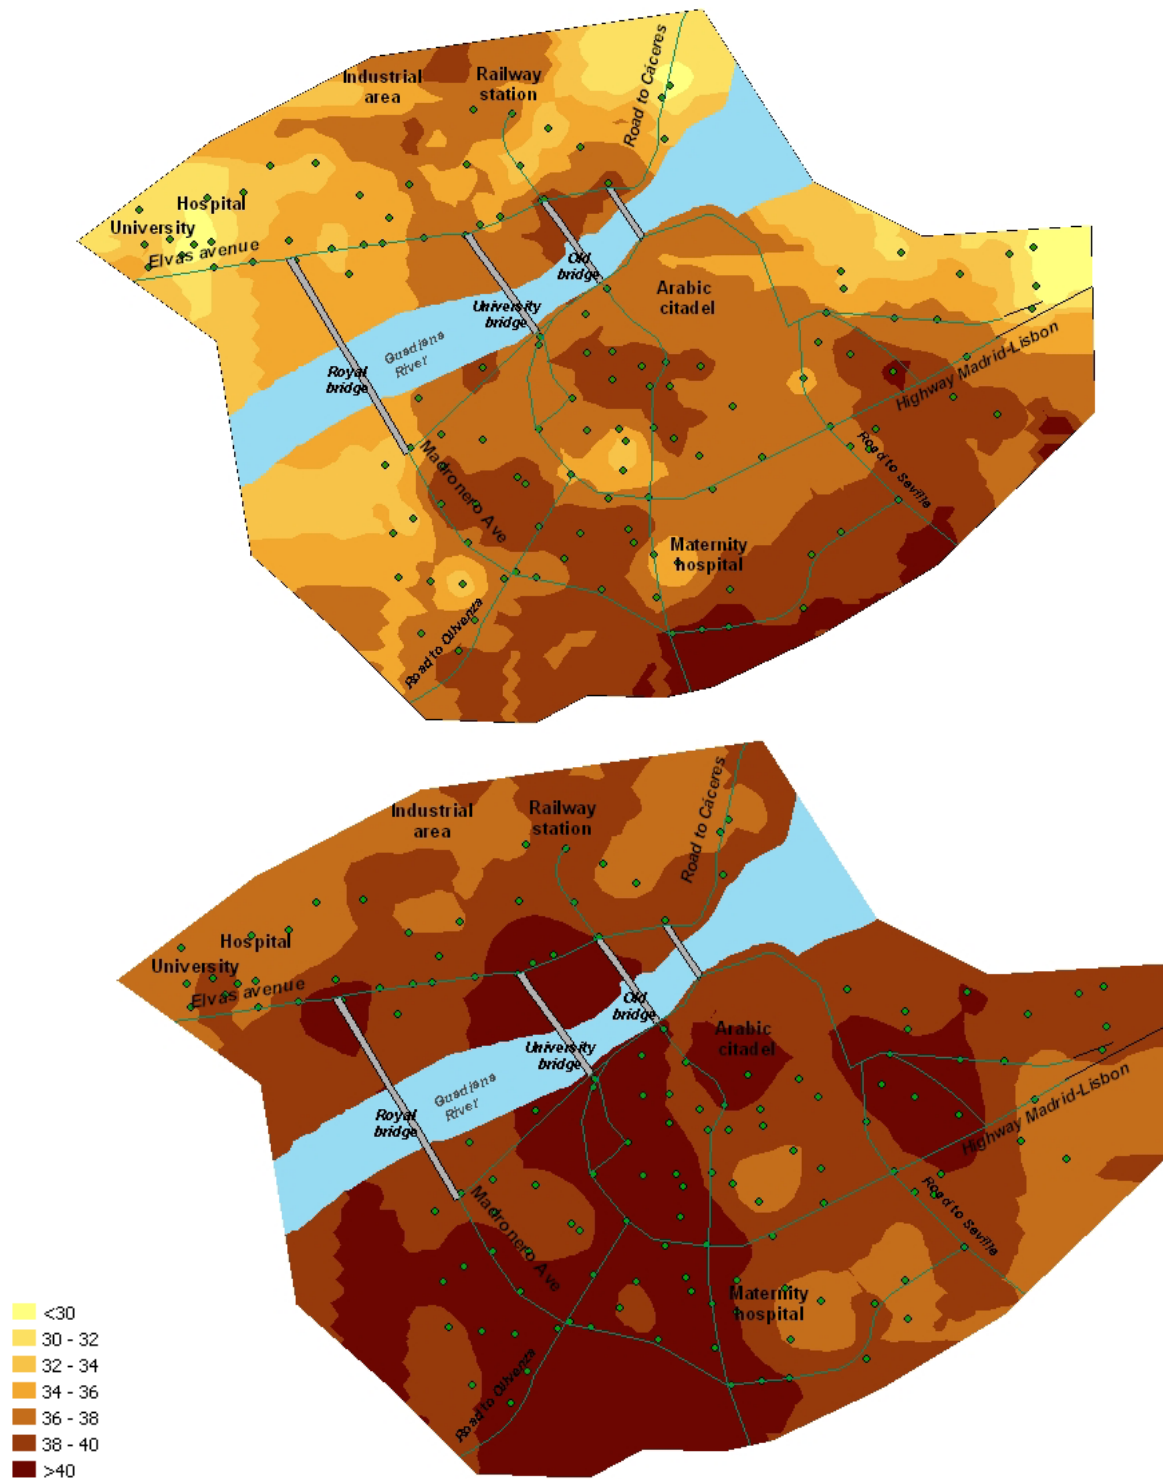 Industrial
area
Railway
station
Road to Cáceres
Hospital
University
Elvas avenue
Old
bridge
Arabic
citadel
University
bridge
Guadiana
River
Royal
bridge
Highway Madrid-Lisbon
Madronero Ave
Road to Seville
Maternity
hospital
Road to Olivenza
Industrial
area
Railway
station
Road to Cáceres
Hospital
University
Elvas avenue
Old
bridge
Arabic
citadel
University
bridge
Guadiana
River
Royal
bridge
Highway Madrid-Lisbon
Madronero Ave
Road to Seville
Maternity
hospital
Road to Olivenza
<30
30 - 32
32 - 34
34 - 36
36 - 38
38 - 40
>40